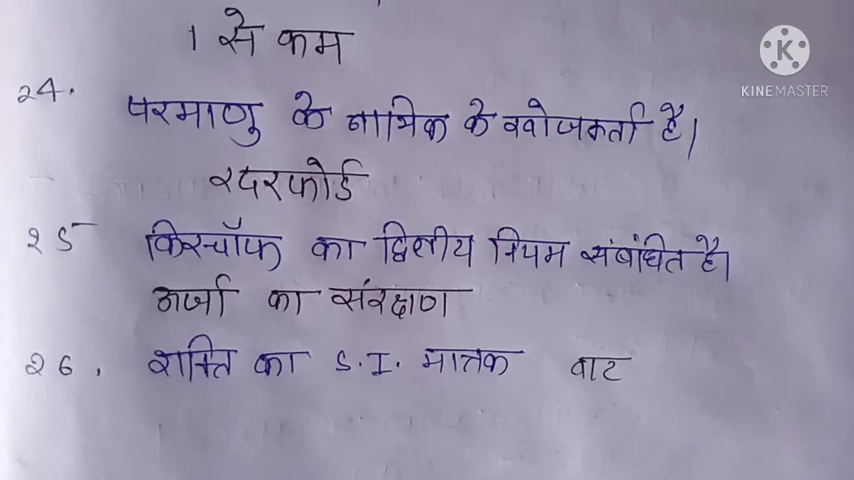 1 से कम
24. परमाणु के नाभिक के खोजकर्ता है।
रदरफोर्ड
25 किरचॉफ का द्वितीय नियम संबंधित है।
ऊर्जा का संरक्षण
26. शक्ति का S.I. मात्रक वाट
KINEMASTER